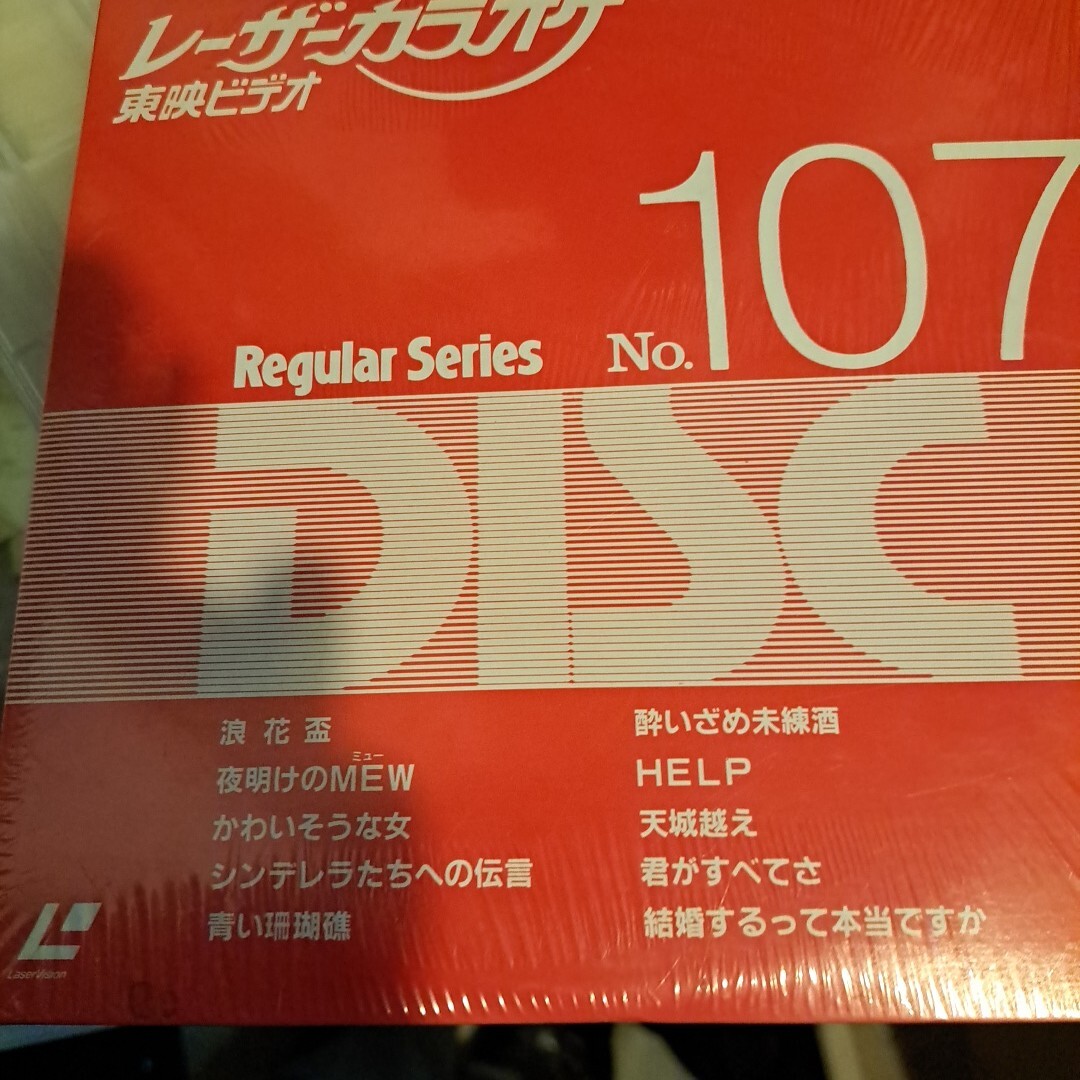 レーザーカラオケ
東映ビデオ
Regular Series No.107
DISC
浪花盃
夜明けのMEW
ミュー
かわいそうな女
シンデレラたちへの伝言
青い珊瑚礁
酔いざめ未練酒
HELP
天城越え
君がすべてさ
結婚するって本当ですか
LaserVision